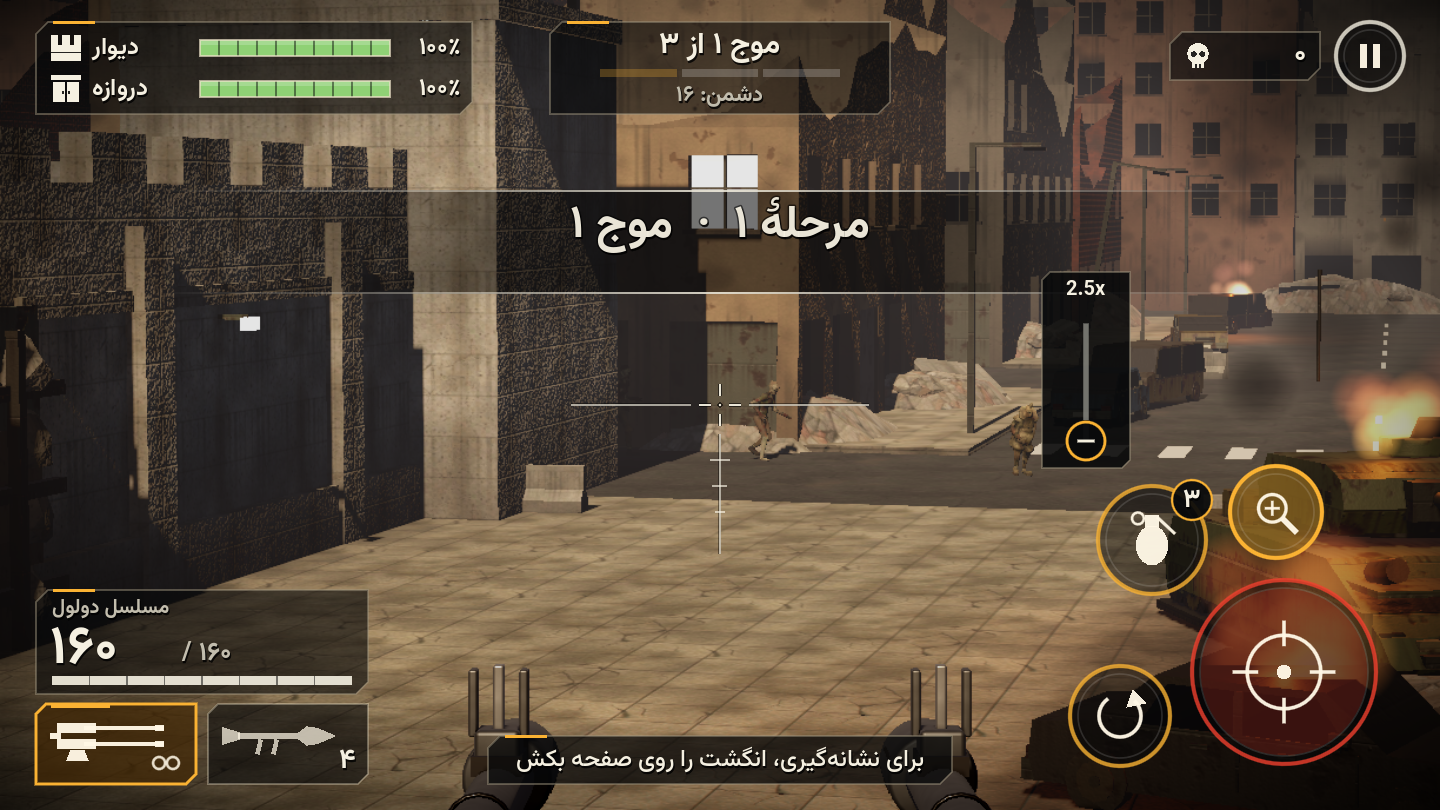 دیوار ۱۰۰٪
دروازه ۱۰۰٪
موج ۱ از ۳
دشمن: ۱۶
۰
مرحلهٔ ۱ · موج ۱
2.5x
۳
مسلسل دولول
۱۶۰ / ۱۶۰
∞
۴
برای نشانه‌گیری، انگشت را روی صفحه بکش